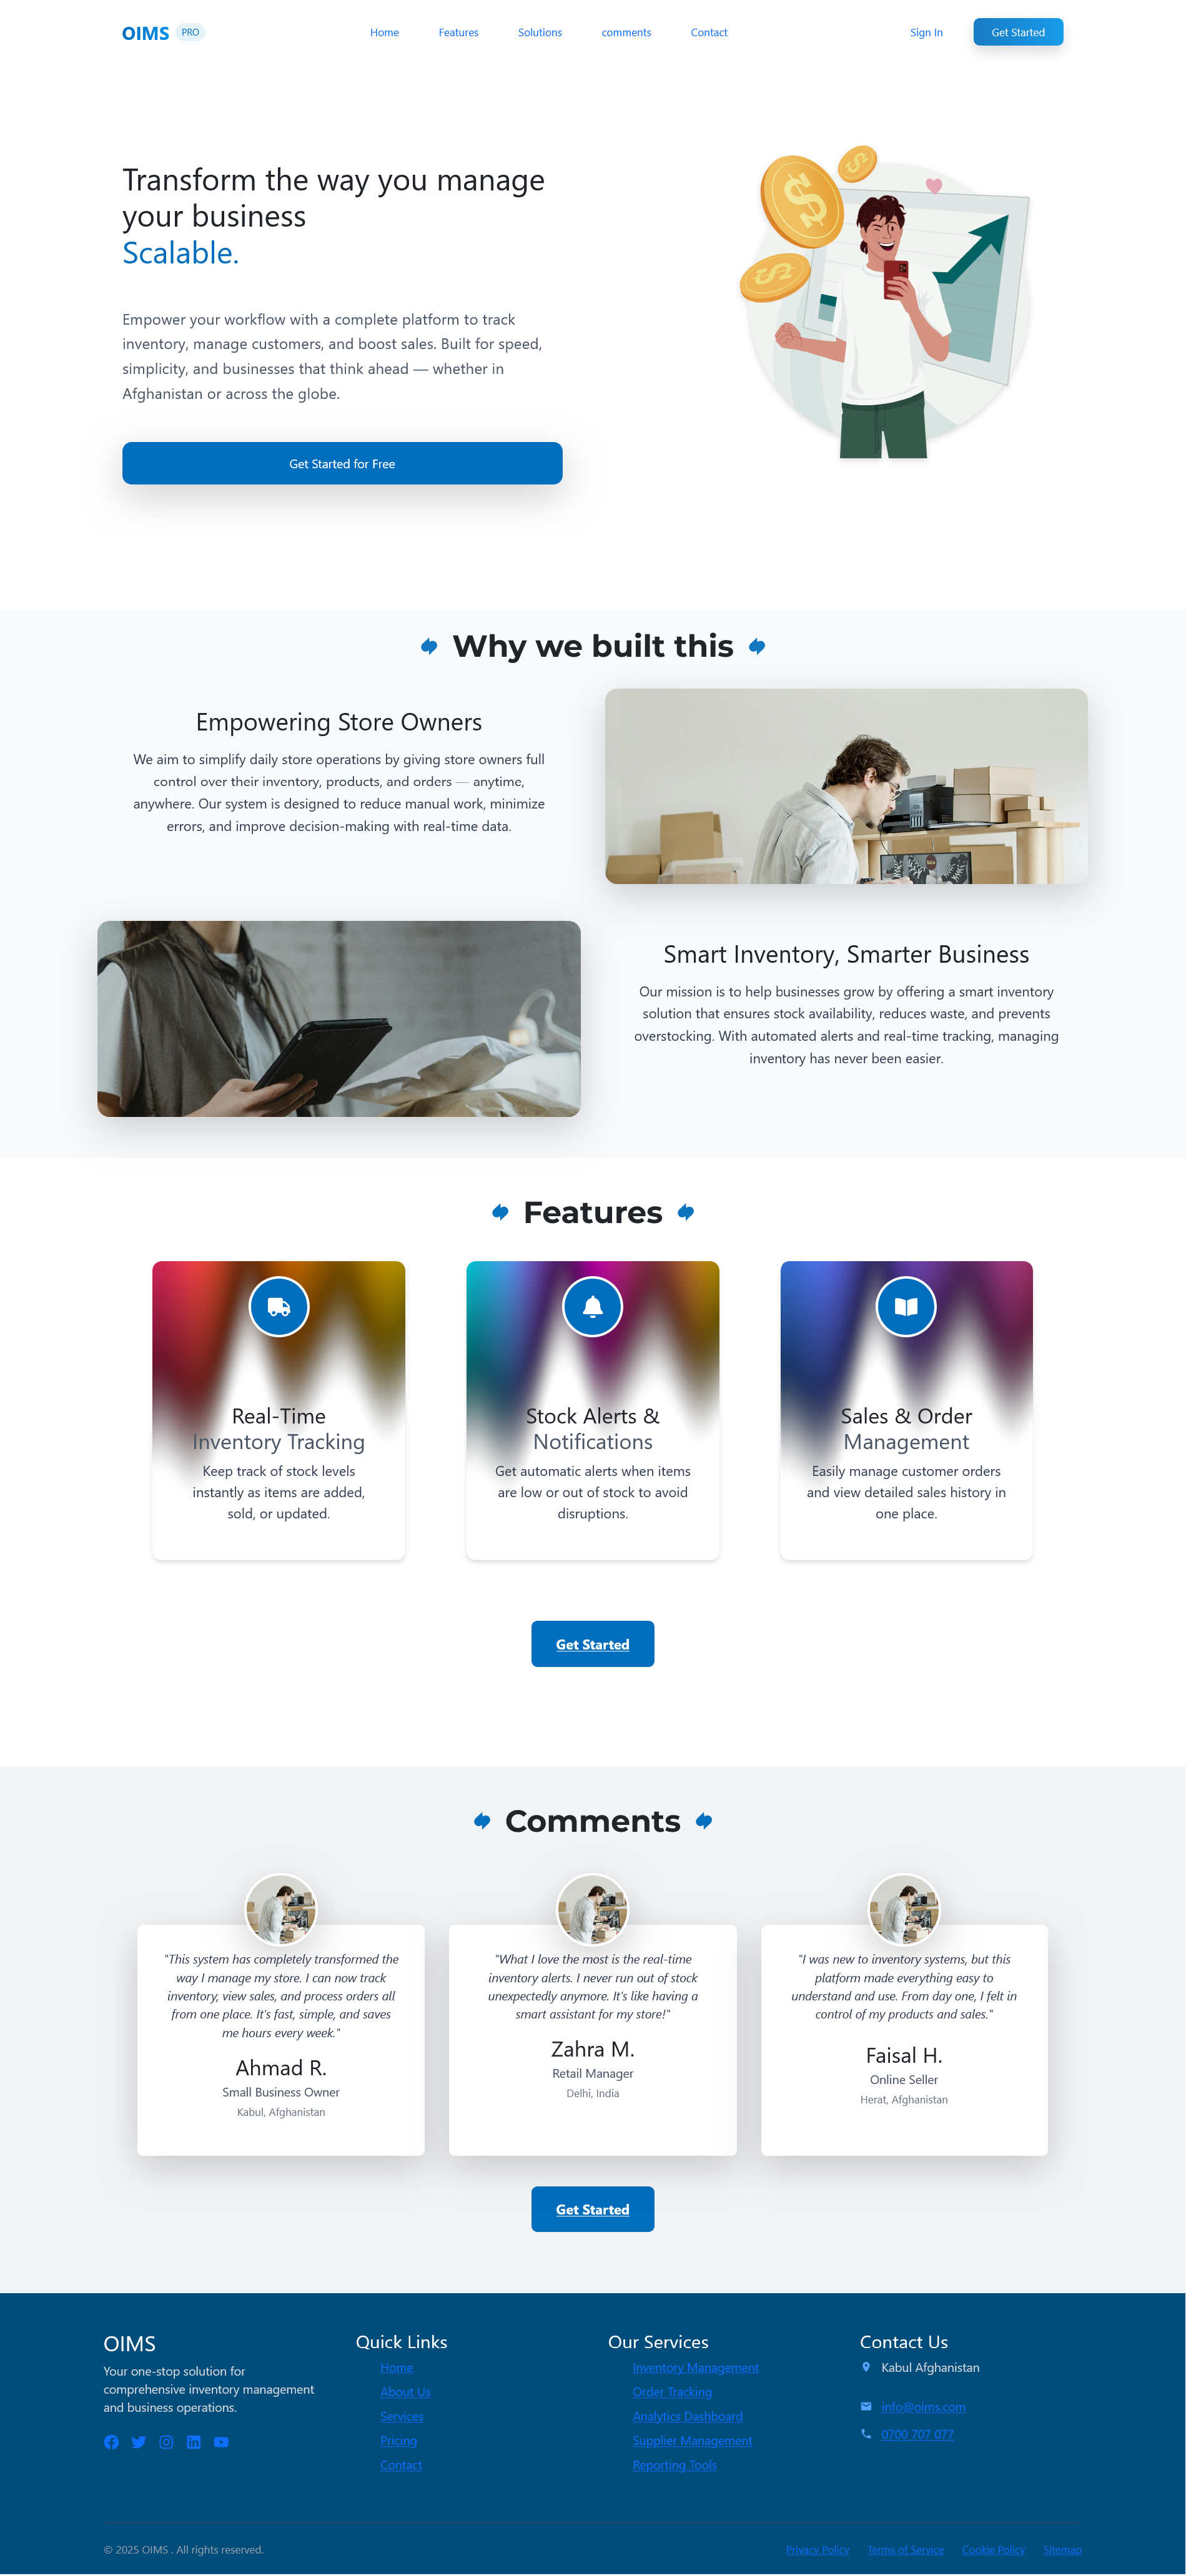 OIMS PRO
Home Features Solutions comments Contact
Sign In Get Started
Transform the way you manage
your business
Scalable.
Empower your workflow with a complete platform to track
inventory, manage customers, and boost sales. Built for speed,
simplicity, and businesses that think ahead — whether in
Afghanistan or across the globe.
Get Started for Free
Why we built this
Empowering Store Owners
We aim to simplify daily store operations by giving store owners full
control over their inventory, products, and orders — anytime,
anywhere. Our system is designed to reduce manual work, minimize
errors, and improve decision-making with real-time data.
Smart Inventory, Smarter Business
Our mission is to help businesses grow by offering a smart inventory
solution that ensures stock availability, reduces waste, and prevents
overstocking. With automated alerts and real-time tracking, managing
inventory has never been easier.
Features
Real-Time
Inventory Tracking
Keep track of stock levels
instantly as items are added,
sold, or updated.
Stock Alerts &
Notifications
Get automatic alerts when items
are low or out of stock to avoid
disruptions.
Sales & Order
Management
Easily manage customer orders
and view detailed sales history in
one place.
Get Started
Comments
"This system has completely transformed the
way I manage my store. I can now track
inventory, view sales, and process orders all
from one place. It's fast, simple, and saves
me hours every week."
Ahmad R.
Small Business Owner
Kabul, Afghanistan
"What I love the most is the real-time
inventory alerts. I never run out of stock
unexpectedly anymore. It's like having a
smart assistant for my store!"
Zahra M.
Retail Manager
Delhi, India
"I was new to inventory systems, but this
platform made everything easy to
understand and use. From day one, I felt in
control of my products and sales."
Faisal H.
Online Seller
Herat, Afghanistan
Get Started
OIMS
Your one-stop solution for
comprehensive inventory management
and business operations.
Quick Links
Home
About Us
Services
Pricing
Contact
Our Services
Inventory Management
Order Tracking
Analytics Dashboard
Supplier Management
Reporting Tools
Contact Us
Kabul Afghanistan
info@oims.com
0700 707 077
© 2025 OIMS . All rights reserved.
Privacy Policy Terms of Service Cookie Policy Sitemap